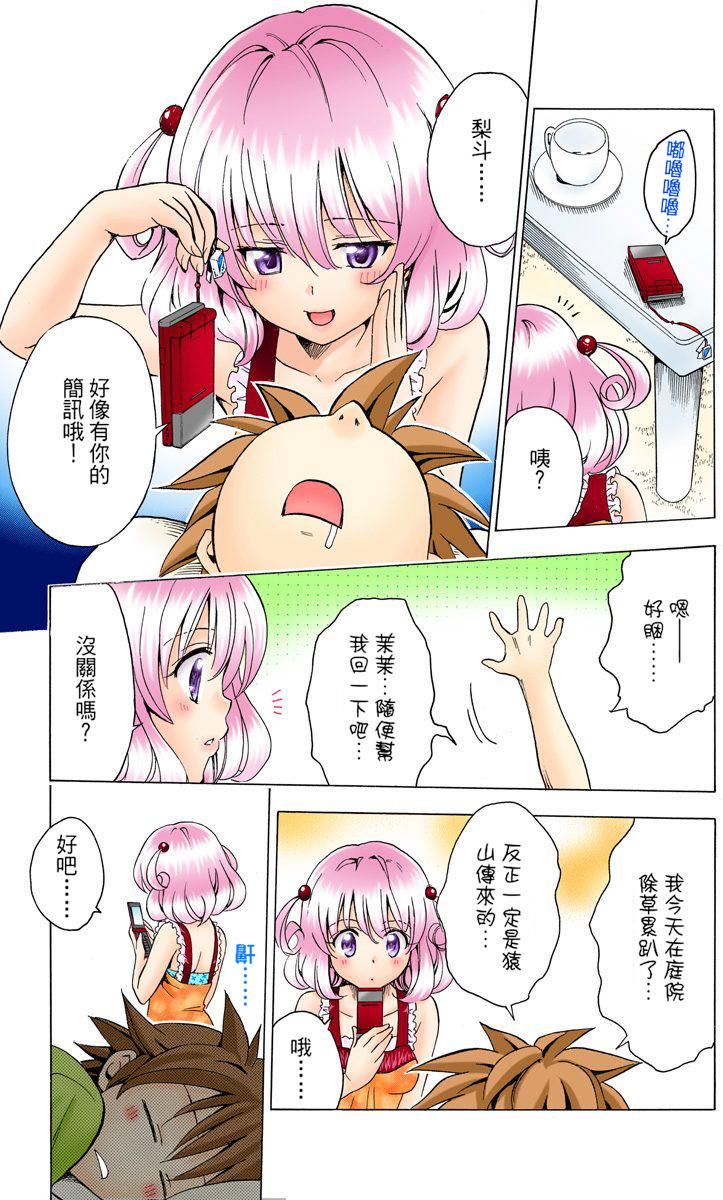 嘟嚕嚕嚕…
咦？
梨斗……
好像有你的
簡訊哦！
嗯──
好睏……
茉茉…隨便幫
我回一下吧…
沒關係嗎？
我今天在庭院
除草累趴了…
反正一定是猿
山傳來的…
哦……
鼾……
好吧……